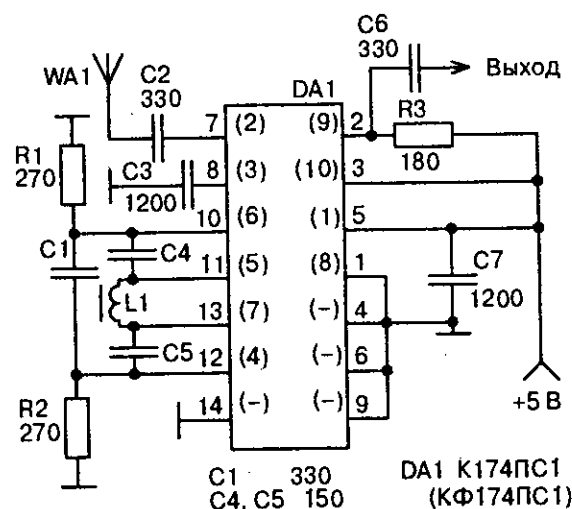 C6
330
Выход
WA1
C2
330
DA1
R3
180
7 (2) (9) 2
R1
270
C3
1200
8 (3) (10) 3
10 (6) (1) 5
C1
C4
11 (5) (8) 1
C7
1200
L1
13 (7) (-) 4
C5
12 (4) (-) 6
R2
270
14 (-) (-) 9
+5 В
C1 330
C4, C5 150
DA1 К174ПС1
(КФ174ПС1)